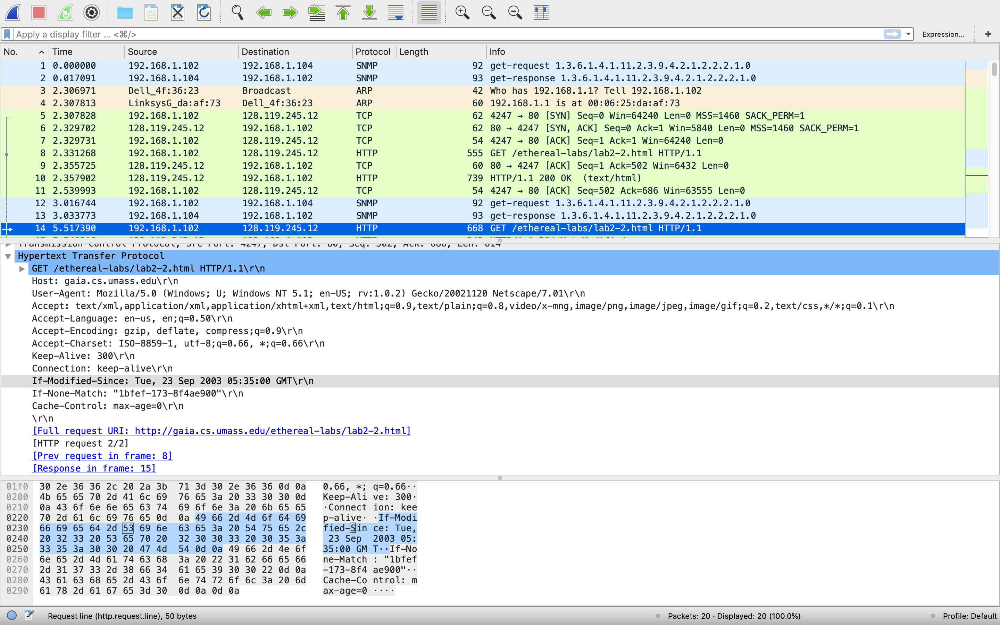 Apply a display filter ... <⌘/>
Expression... +
No. Time Source Destination Protocol Length Info
1 0.000000 192.168.1.102 192.168.1.104 SNMP 92 get-request 1.3.6.1.4.1.11.2.3.9.4.2.1.2.2.2.1.0
2 0.017091 192.168.1.104 192.168.1.102 SNMP 93 get-response 1.3.6.1.4.1.11.2.3.9.4.2.1.2.2.2.1.0
3 2.306971 Dell_4f:36:23 Broadcast ARP 42 Who has 192.168.1.1? Tell 192.168.1.102
4 2.307813 LinksysG_da:af:73 Dell_4f:36:23 ARP 60 192.168.1.1 is at 00:06:25:da:af:73
5 2.307828 192.168.1.102 128.119.245.12 TCP 62 4247 → 80 [SYN] Seq=0 Win=64240 Len=0 MSS=1460 SACK_PERM=1
6 2.329702 128.119.245.12 192.168.1.102 TCP 62 80 → 4247 [SYN, ACK] Seq=0 Ack=1 Win=5840 Len=0 MSS=1460 SACK_PERM=1
7 2.329731 192.168.1.102 128.119.245.12 TCP 54 4247 → 80 [ACK] Seq=1 Ack=1 Win=64240 Len=0
8 2.331268 192.168.1.102 128.119.245.12 HTTP 555 GET /ethereal-labs/lab2-2.html HTTP/1.1
9 2.355725 128.119.245.12 192.168.1.102 TCP 60 80 → 4247 [ACK] Seq=1 Ack=502 Win=6432 Len=0
10 2.357902 128.119.245.12 192.168.1.102 HTTP 739 HTTP/1.1 200 OK (text/html)
11 2.539993 192.168.1.102 128.119.245.12 TCP 54 4247 → 80 [ACK] Seq=502 Ack=686 Win=63555 Len=0
12 3.016744 192.168.1.102 192.168.1.104 SNMP 92 get-request 1.3.6.1.4.1.11.2.3.9.4.2.1.2.2.2.1.0
13 3.033773 192.168.1.104 192.168.1.102 SNMP 93 get-response 1.3.6.1.4.1.11.2.3.9.4.2.1.2.2.2.1.0
14 5.517390 192.168.1.102 128.119.245.12 HTTP 668 GET /ethereal-labs/lab2-2.html HTTP/1.1
Transmission Control Protocol, Src Port: 4247, Dst Port: 80, Seq: 502, Ack: 686, Len: 614
Hypertext Transfer Protocol
GET /ethereal-labs/lab2-2.html HTTP/1.1\r\n
Host: gaia.cs.umass.edu\r\n
User-Agent: Mozilla/5.0 (Windows; U; Windows NT 5.1; en-US; rv:1.0.2) Gecko/20021120 Netscape/7.01\r\n
Accept: text/xml,application/xml,application/xhtml+xml,text/html;q=0.9,text/plain;q=0.8,video/x-mng,image/png,image/jpeg,image/gif;q=0.2,text/css,*/*;q=0.1\r\n
Accept-Language: en-us, en;q=0.50\r\n
Accept-Encoding: gzip, deflate, compress;q=0.9\r\n
Accept-Charset: ISO-8859-1, utf-8;q=0.66, *;q=0.66\r\n
Keep-Alive: 300\r\n
Connection: keep-alive\r\n
If-Modified-Since: Tue, 23 Sep 2003 05:35:00 GMT\r\n
If-None-Match: "1bfef-173-8f4ae900"\r\n
Cache-Control: max-age=0\r\n
\r\n
[Full request URI: http://gaia.cs.umass.edu/ethereal-labs/lab2-2.html]
[HTTP request 2/2]
[Prev request in frame: 8]
[Response in frame: 15]
01f0 30 2e 36 36 2c 20 2a 3b 71 3d 30 2e 36 36 0d 0a 0.66, *; q=0.66··
0200 4b 65 65 70 2d 41 6c 69 76 65 3a 20 33 30 30 0d Keep-Ali ve: 300·
0210 0a 43 6f 6e 6e 65 63 74 69 6f 6e 3a 20 6b 65 65 ·Connect ion: kee
0220 70 2d 61 6c 69 76 65 0d 0a 49 66 2d 4d 6f 64 69 p-alive· ·If-Modi
0230 66 69 65 64 2d 53 69 6e 63 65 3a 20 54 75 65 2c fied-Sin ce: Tue,
0240 20 32 33 20 53 65 70 20 32 30 30 33 20 30 35 3a 23 Sep 2003 05:
0250 33 35 3a 30 30 20 47 4d 54 0d 0a 49 66 2d 4e 6f 35:00 GM T··If-No
0260 6e 65 2d 4d 61 74 63 68 3a 20 22 31 62 66 65 66 ne-Match : "1bfef
0270 2d 31 37 33 2d 38 66 34 61 65 39 30 30 22 0d 0a -173-8f4 ae900"··
0280 43 61 63 68 65 2d 43 6f 6e 74 72 6f 6c 3a 20 6d Cache-Co ntrol: m
0290 61 78 2d 61 67 65 3d 30 0d 0a 0d 0a ax-age=0 ····
Request line (http.request.line), 50 bytes
Packets: 20 · Displayed: 20 (100.0%)
Profile: Default